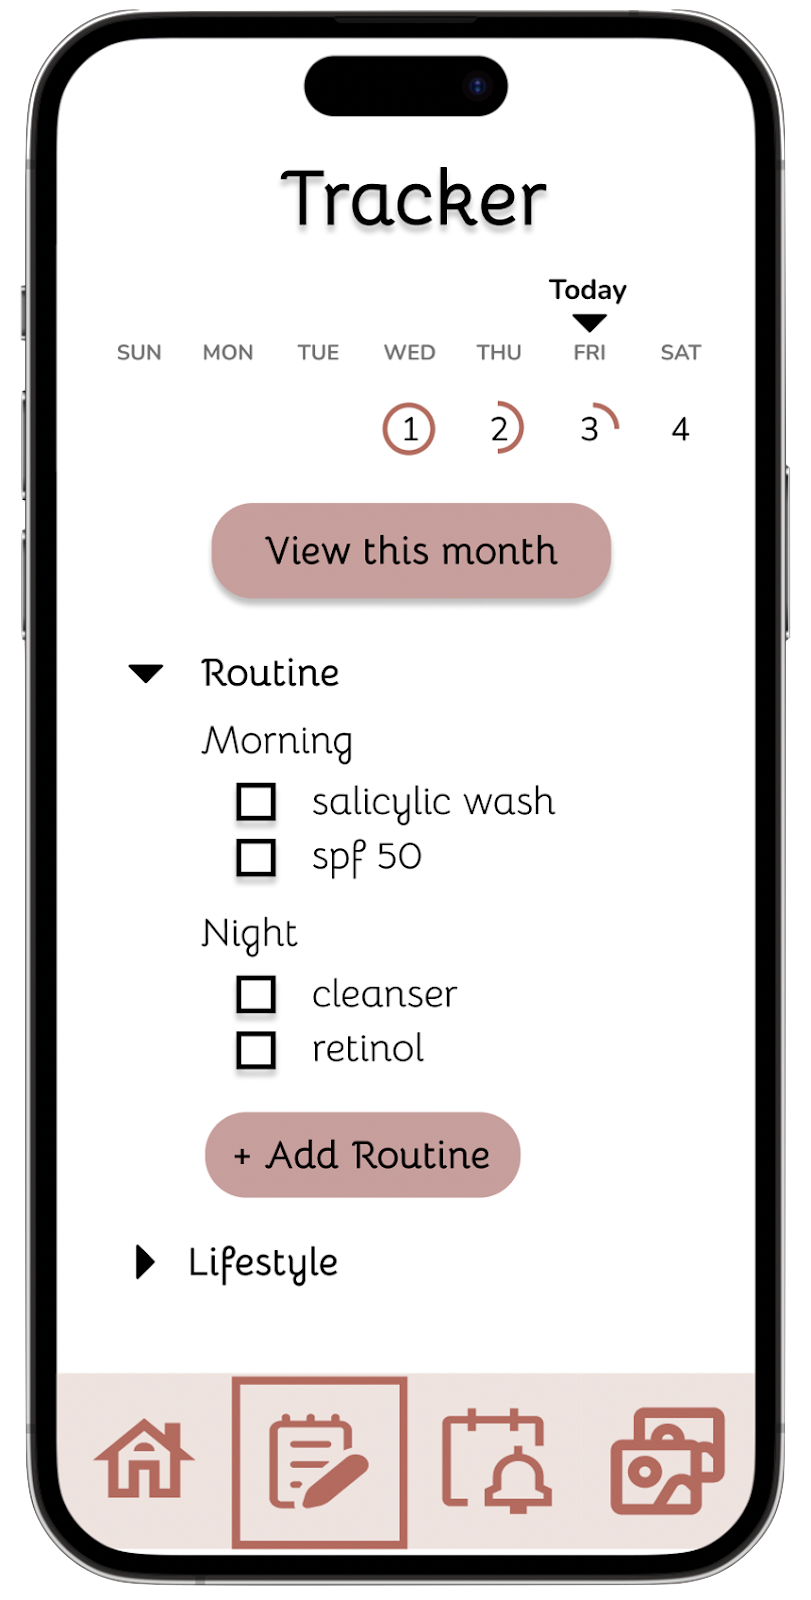 Tracker
Today
SUN MON TUE WED THU FRI SAT
1 2 3 4
View this month
Routine
Morning
salicylic wash
spf 50
Night
cleanser
retinol
+ Add Routine
Lifestyle